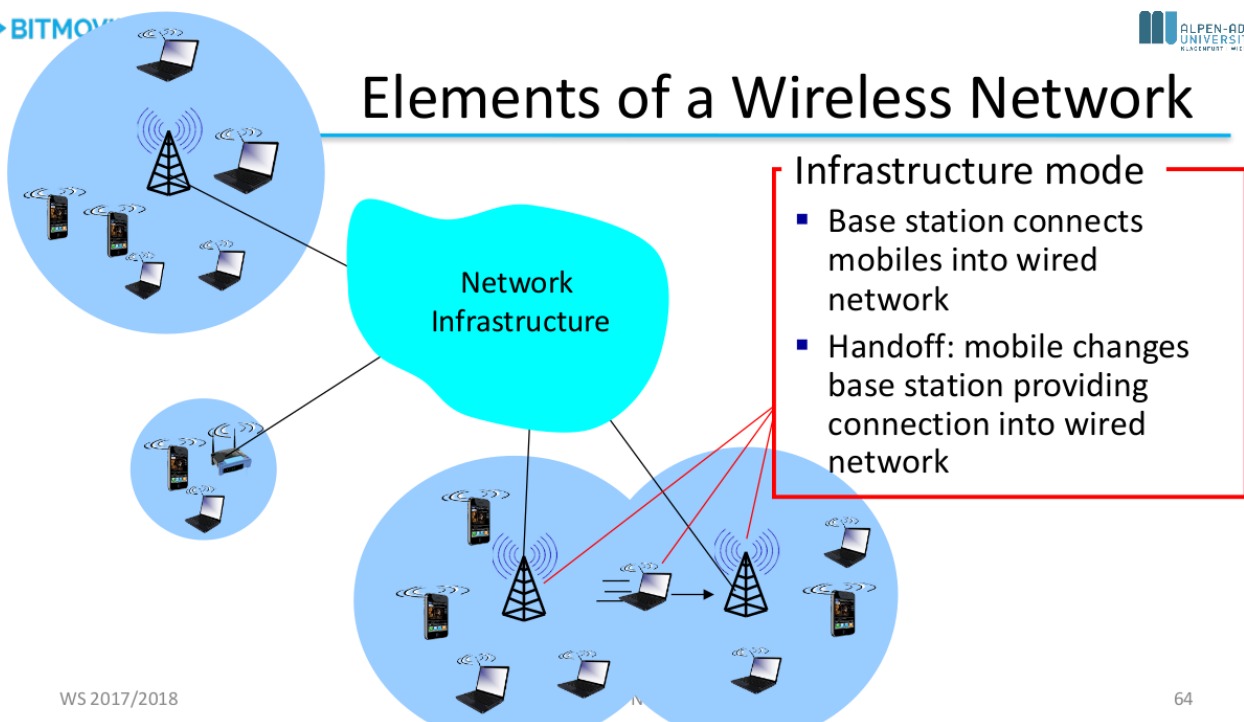 Elements of a Wireless Network
Network
Infrastructure
Infrastructure mode
▪ Base station connects
mobiles into wired
network
▪ Handoff: mobile changes
base station providing
connection into wired
network
WS 2017/2018
64